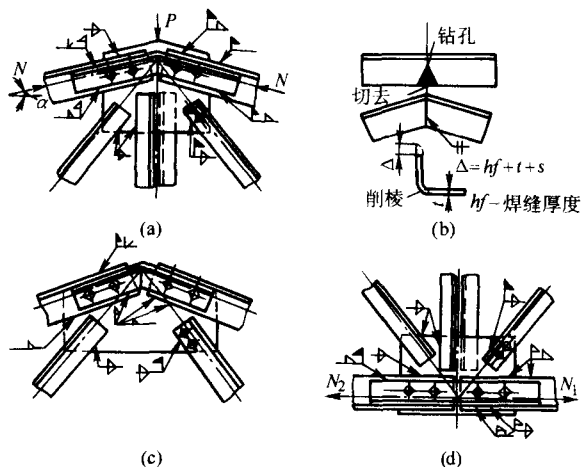 P
N
N
α
(a)
钻孔
切去
Δ
Δ=hf+t+s
削棱
t
hf-焊缝厚度
(b)
(c)
N₂
N₁
(d)